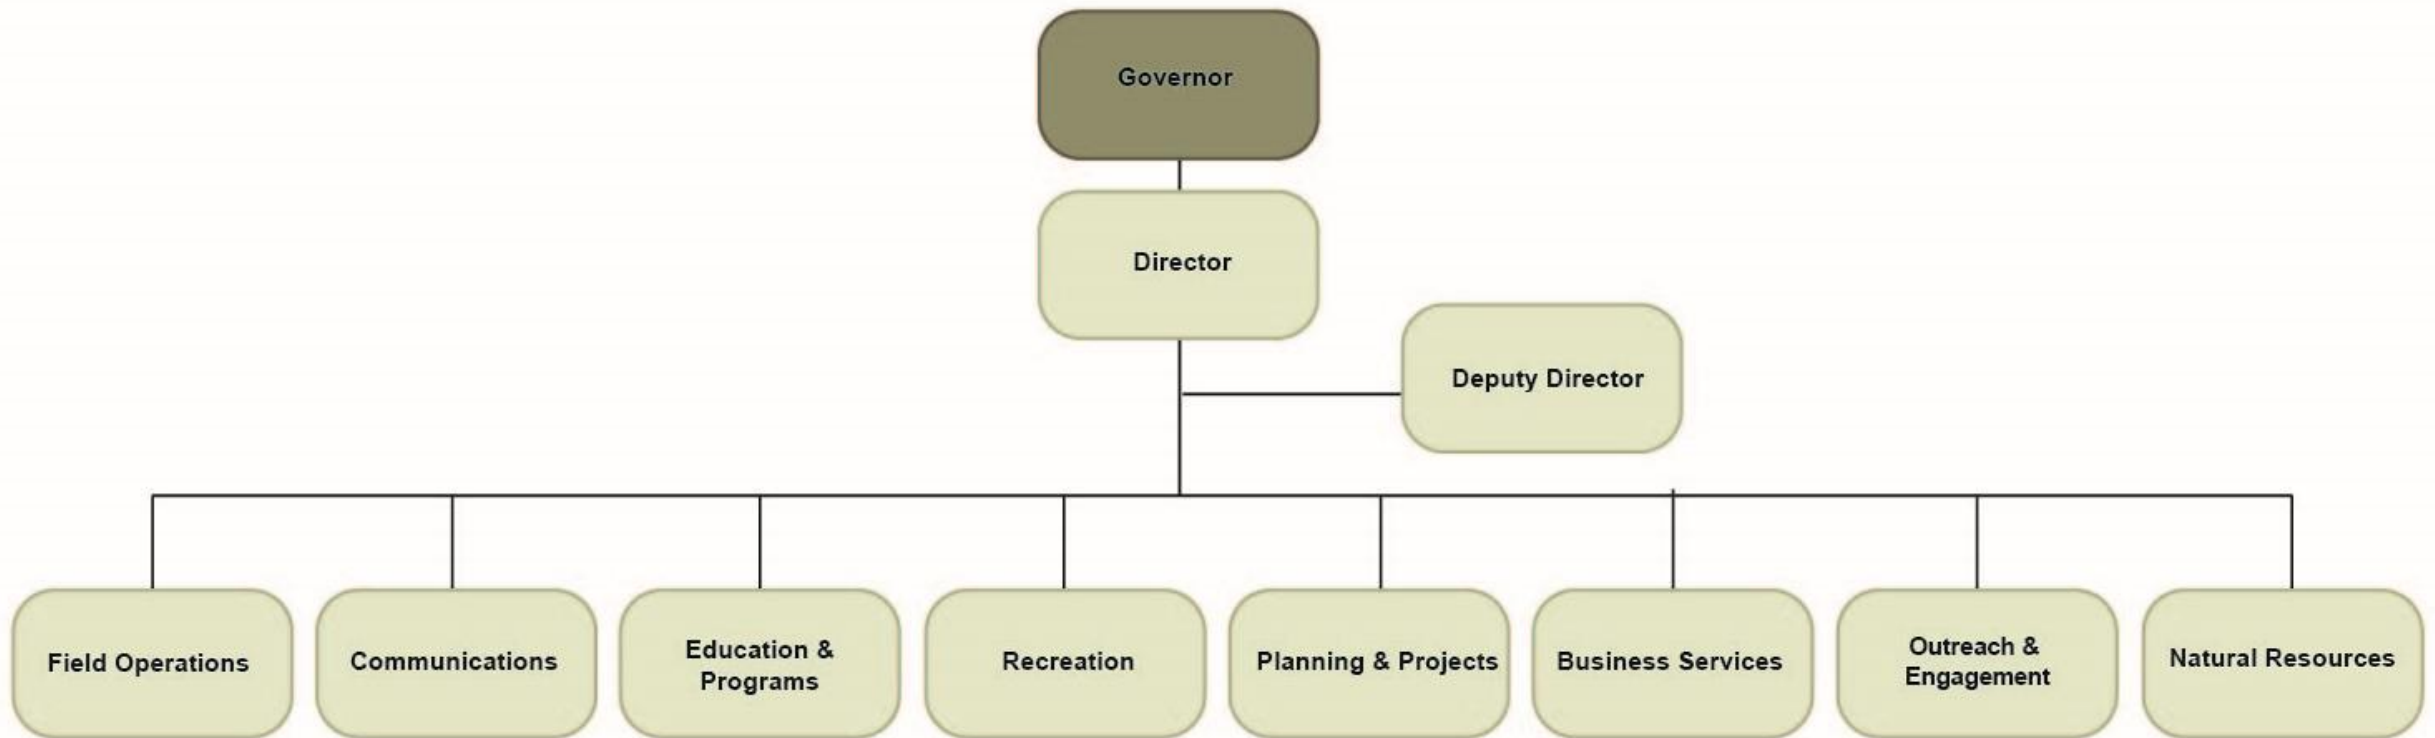 Governor
Director
Deputy Director
Field Operations
Communications
Education &
Programs
Recreation
Planning & Projects
Business Services
Outreach &
Engagement
Natural Resources